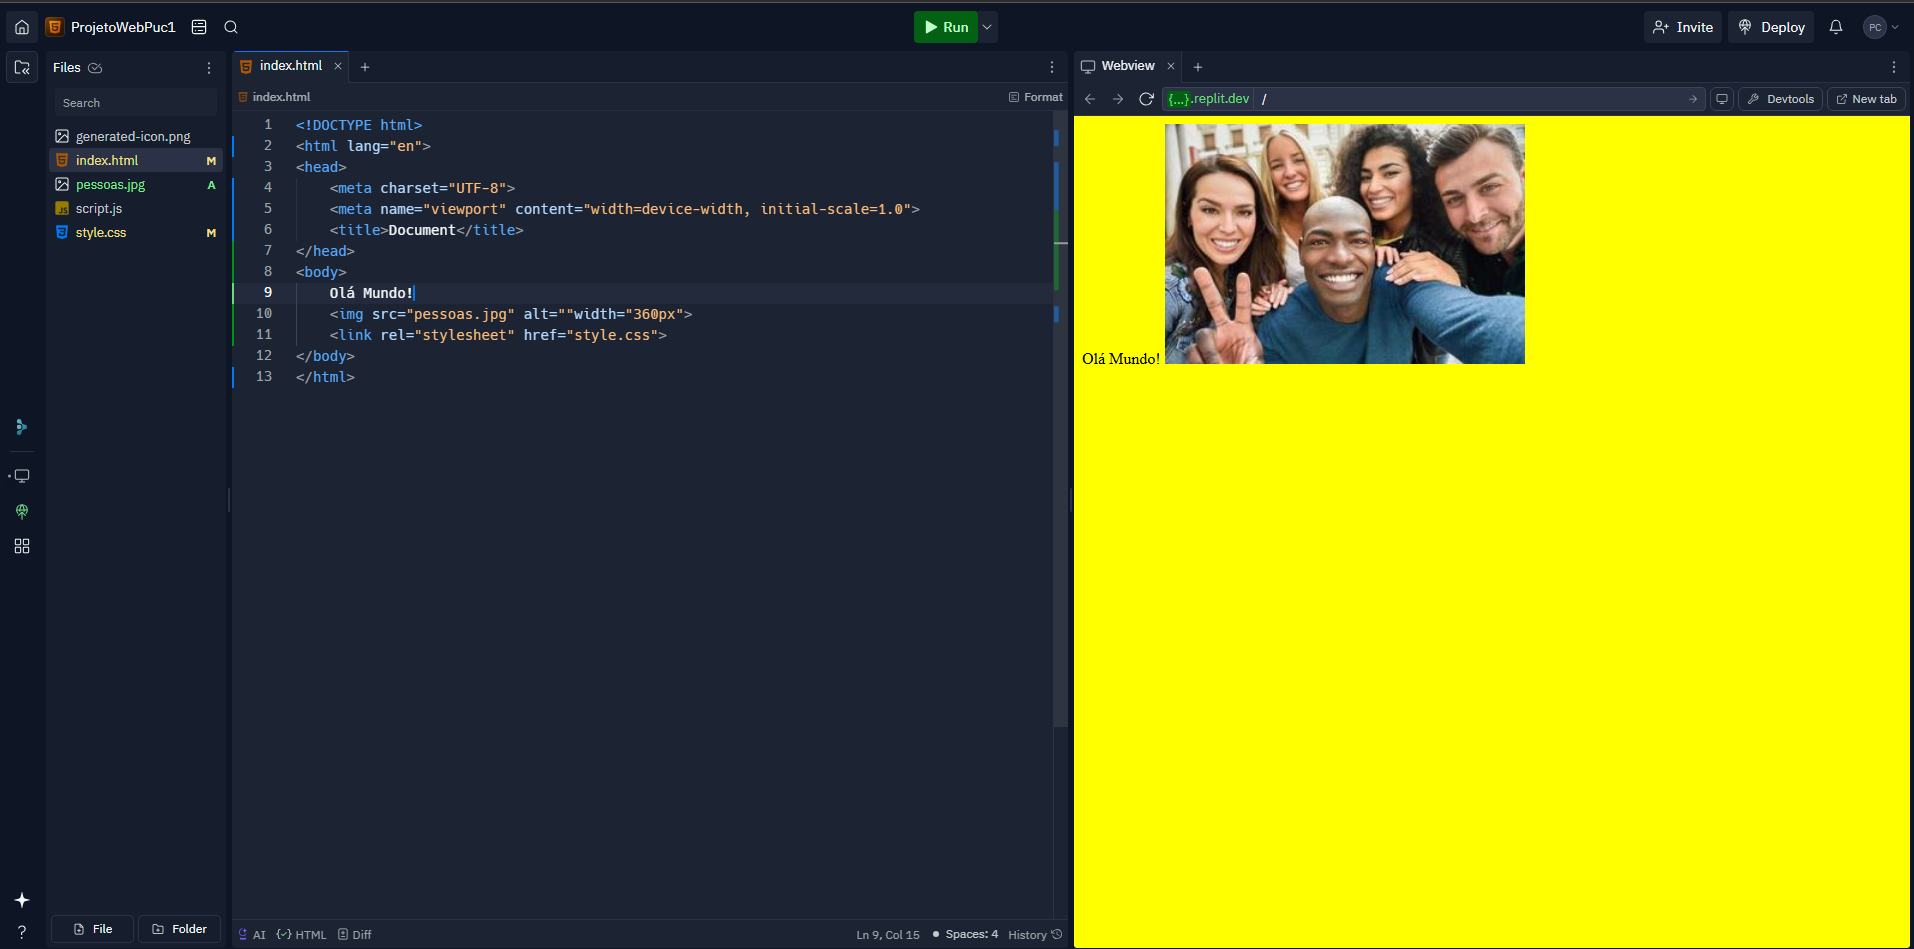 ProjetoWebPuc1
Run
Invite
Deploy
PC
Files
index.html
Webview
Search
index.html
Format
{...}.replit.dev /
Devtools
New tab
generated-icon.png
index.html M
pessoas.jpg A
script.js
style.css M
1 <!DOCTYPE html>
2 <html lang="en">
3 <head>
4 <meta charset="UTF-8">
5 <meta name="viewport" content="width=device-width, initial-scale=1.0">
6 <title>Document</title>
7 </head>
8 <body>
9 Olá Mundo!
10 <img src="pessoas.jpg" alt=""width="360px">
11 <link rel="stylesheet" href="style.css">
12 </body>
13 </html>
Olá Mundo!
File
Folder
AI
HTML
Diff
Ln 9, Col 15
Spaces: 4
History